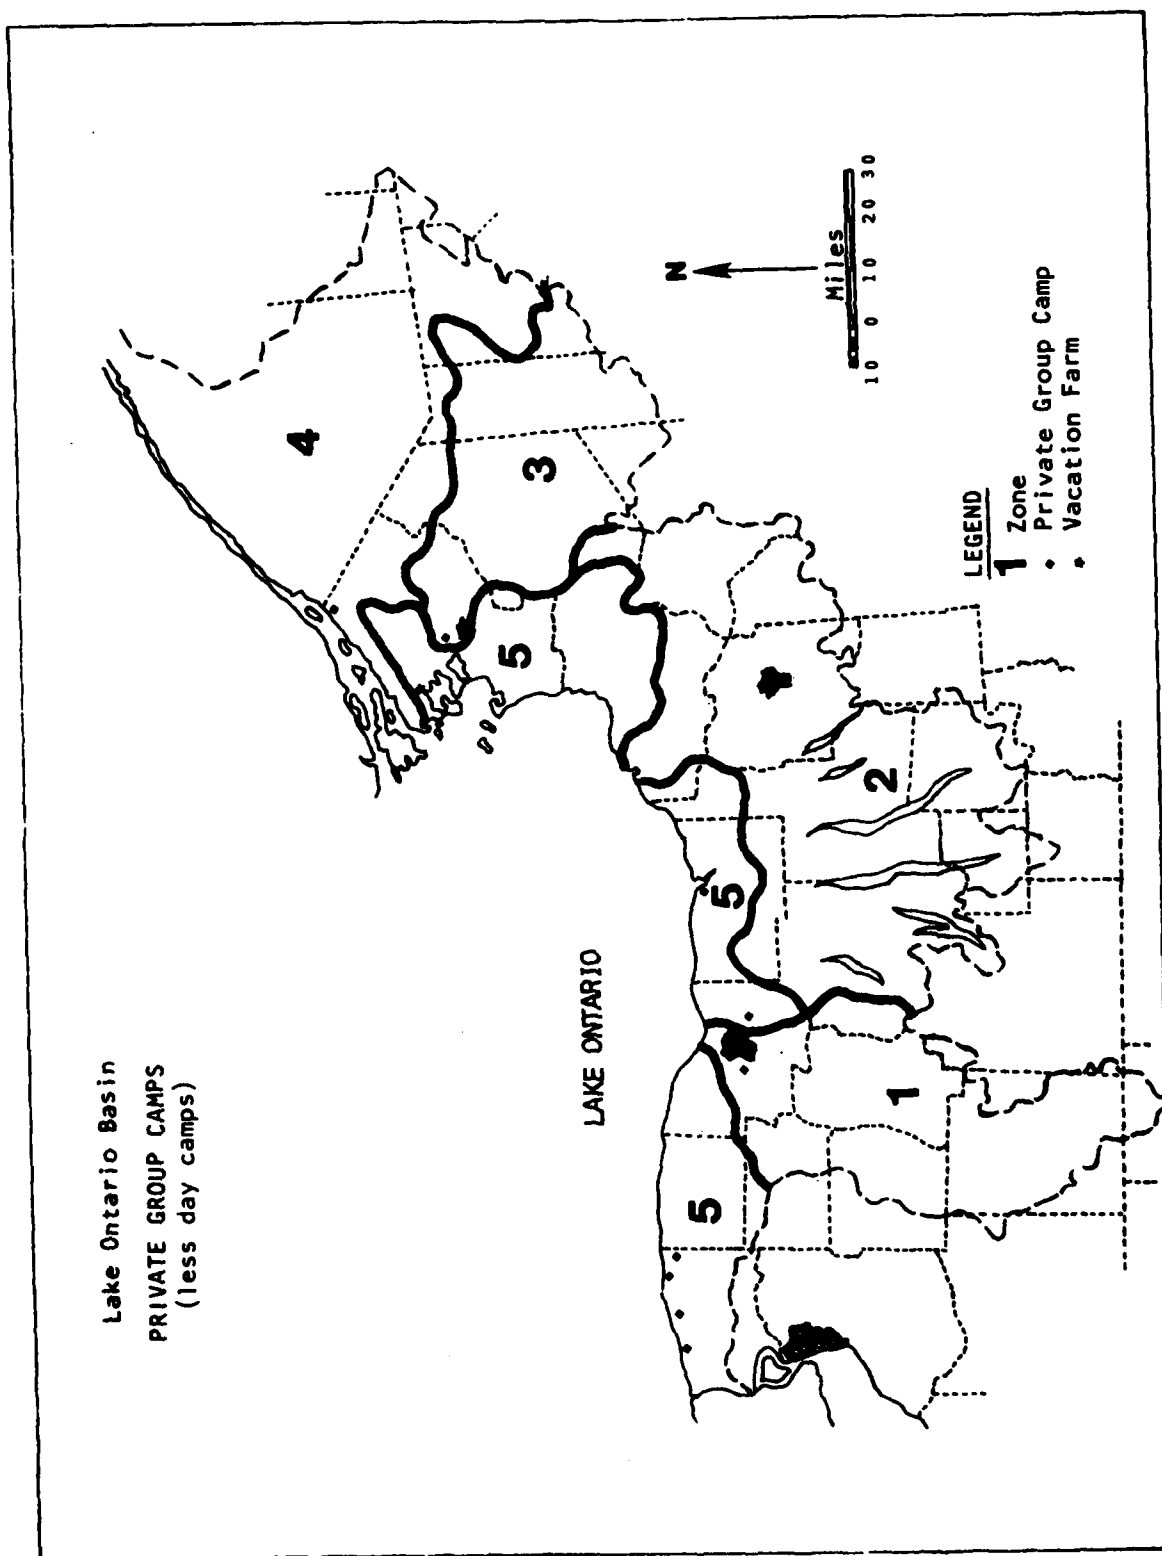 Lake Ontario Basin
PRIVATE GROUP CAMPS
(less day camps)
LAKE ONTARIO
4
3
5
5
5
2
1
N
Miles
10 0 10 20 30
LEGEND
1 Zone
Private Group Camp
Vacation Farm